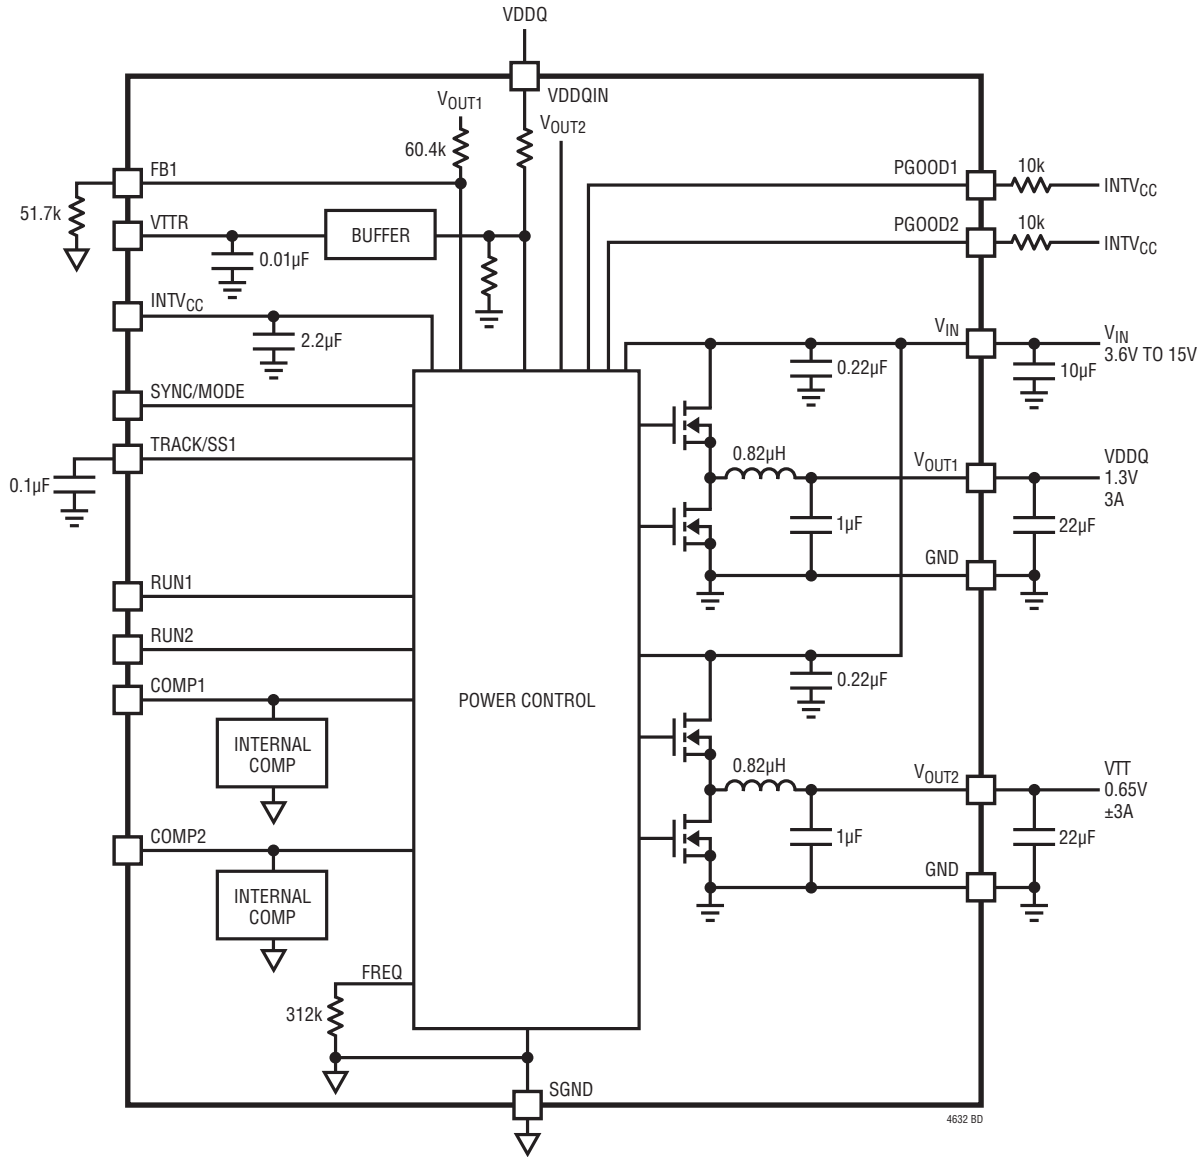 VDDQ
VDDQIN
VOUT1
VOUT2
60.4k
FB1
PGOOD1
10k
INTVCC
51.7k
VTTR
BUFFER
PGOOD2
10k
INTVCC
0.01µF
INTVCC
2.2µF
VIN
VIN
3.6V TO 15V
0.22µF
10µF
SYNC/MODE
TRACK/SS1
0.1µF
0.82µH
VOUT1
VDDQ
1.3V
3A
1µF
22µF
GND
RUN1
RUN2
COMP1
POWER CONTROL
0.22µF
INTERNAL
COMP
0.82µH
VOUT2
VTT
0.65V
±3A
COMP2
1µF
22µF
GND
INTERNAL
COMP
FREQ
312k
SGND
4632 BD